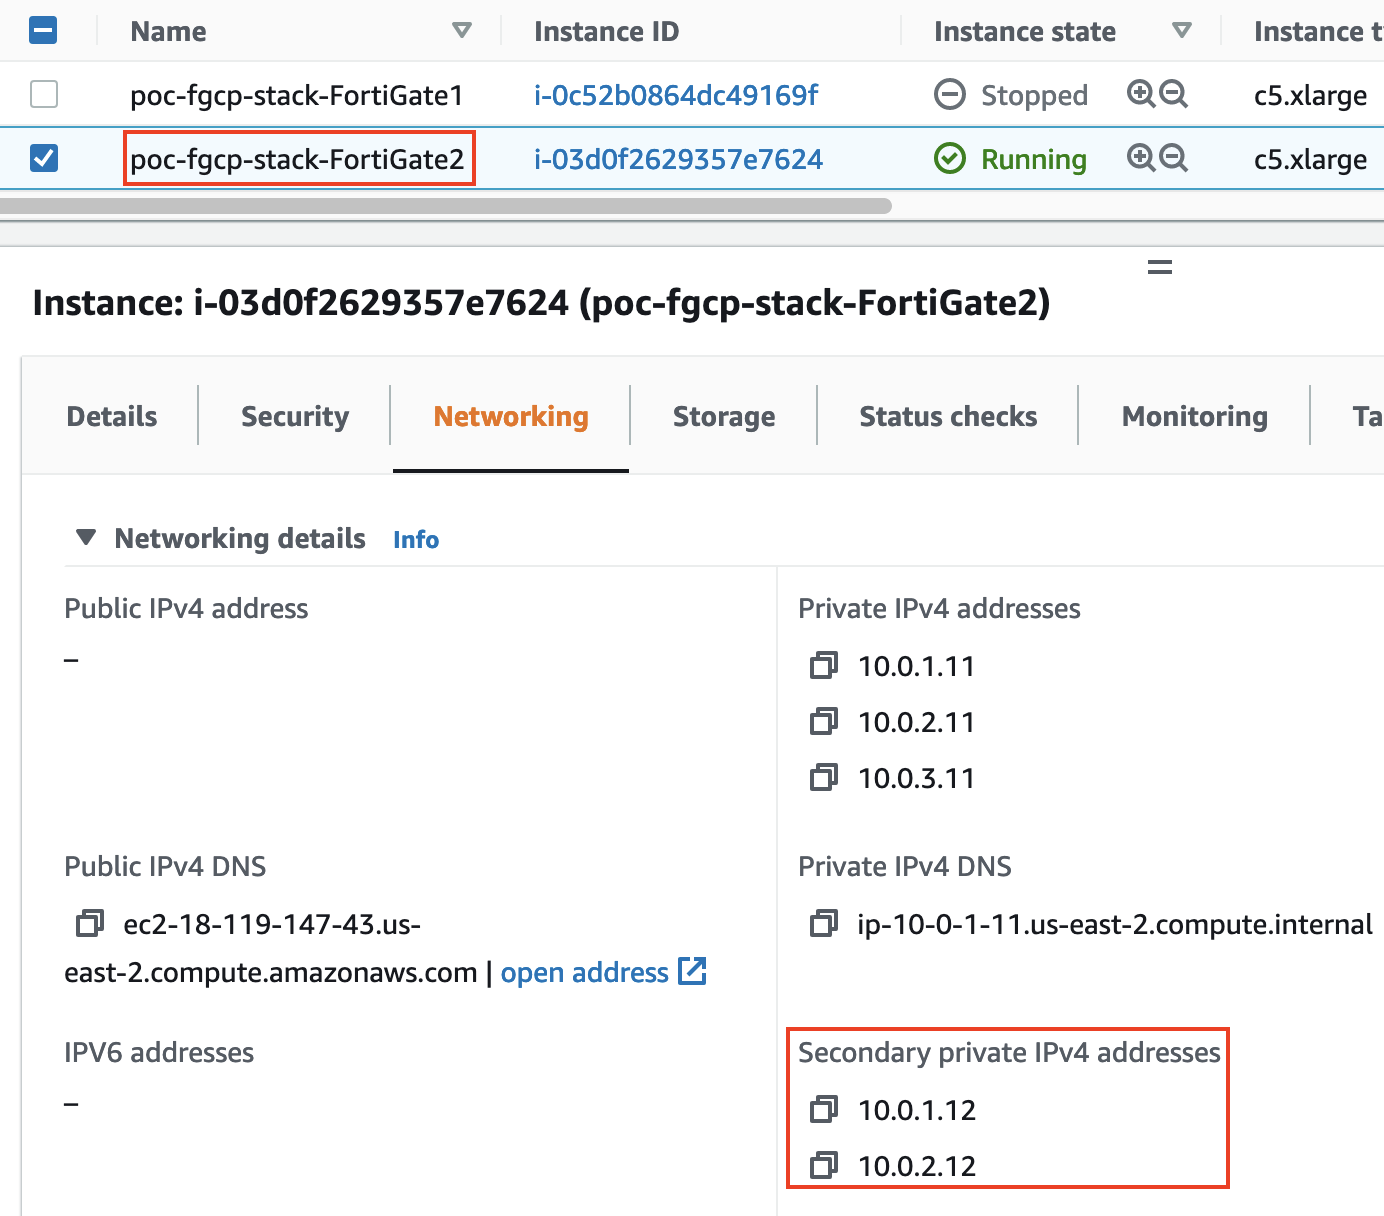 Name Instance ID Instance state Instance t
poc-fgcp-stack-FortiGate1 i-0c52b0864dc49169f Stopped c5.xlarge
poc-fgcp-stack-FortiGate2 i-03d0f2629357e7624 Running c5.xlarge
Instance: i-03d0f2629357e7624 (poc-fgcp-stack-FortiGate2)
Details Security Networking Storage Status checks Monitoring Ta
Networking details Info
Public IPv4 address
–
Private IPv4 addresses
10.0.1.11
10.0.2.11
10.0.3.11
Public IPv4 DNS
ec2-18-119-147-43.us-
east-2.compute.amazonaws.com | open address
Private IPv4 DNS
ip-10-0-1-11.us-east-2.compute.internal
IPV6 addresses
–
Secondary private IPv4 addresses
10.0.1.12
10.0.2.12